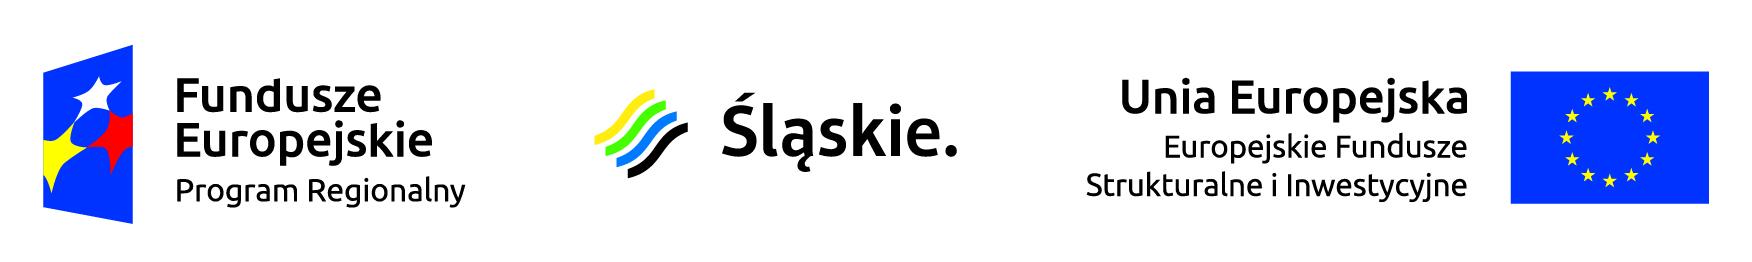 Fundusze
Europejskie
Program Regionalny
Śląskie.
Unia Europejska
Europejskie Fundusze
Strukturalne i Inwestycyjne